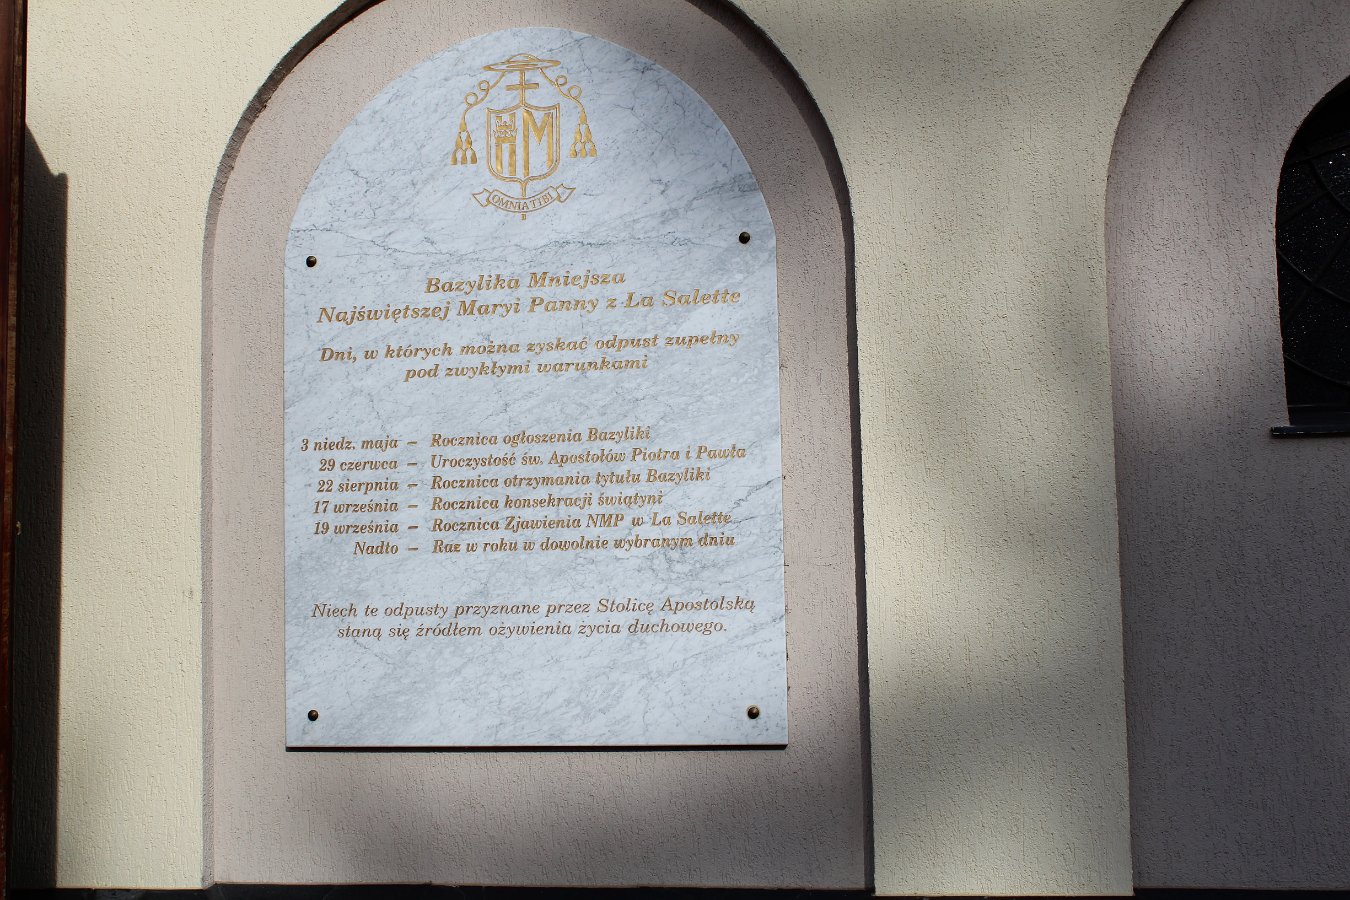 M
OMNIA TIBI
B
Bazylika Mniejsza
Najświętszej Maryi Panny z La Salette
Dni, w których można zyskać odpust zupełny
pod zwykłymi warunkami
3 niedz. maja – Rocznica ogłoszenia Bazyliki
29 czerwca – Uroczystość św. Apostołów Piotra i Pawła
22 sierpnia – Rocznica otrzymania tytułu Bazyliki
17 września – Rocznica konsekracji świątyni
19 września – Rocznica Zjawienia NMP w La Salette
Nadto – Raz w roku w dowolnie wybranym dniu
Niech te odpusty przyznane przez Stolicę Apostolską
staną się źródłem ożywienia życia duchowego.